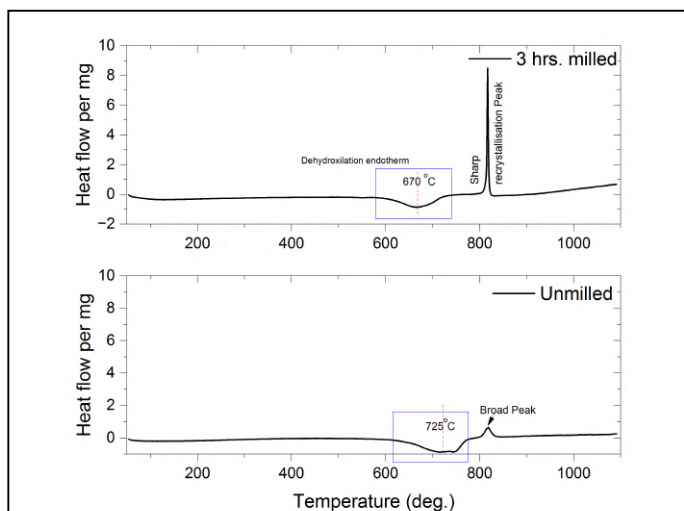 10
3 hrs. milled
8
6
4
Dehydroxilation endotherm
Sharp
recrystallisation Peak
2
670 °C
0
−2
200
400
600
800
1000
Heat flow per mg
10
Unmilled
8
6
4
2
Broad Peak
725°C
0
200
400
600
800
1000
Heat flow per mg
Temperature (deg.)